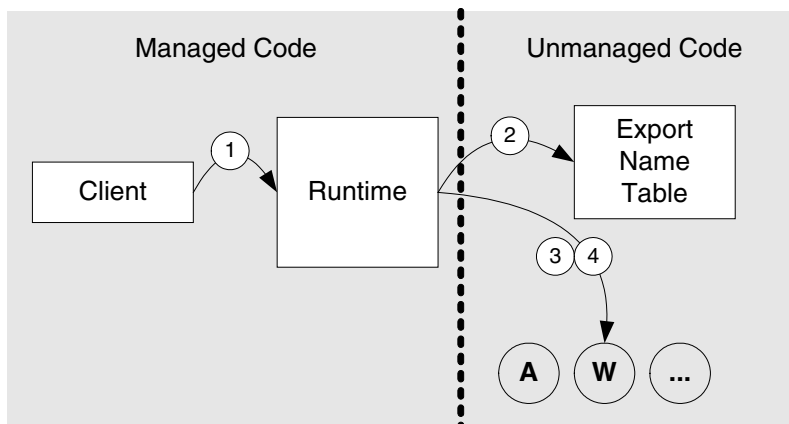 Managed Code
Unmanaged Code
Client
1
Runtime
2
Export
Name
Table
3
4
A
W
...